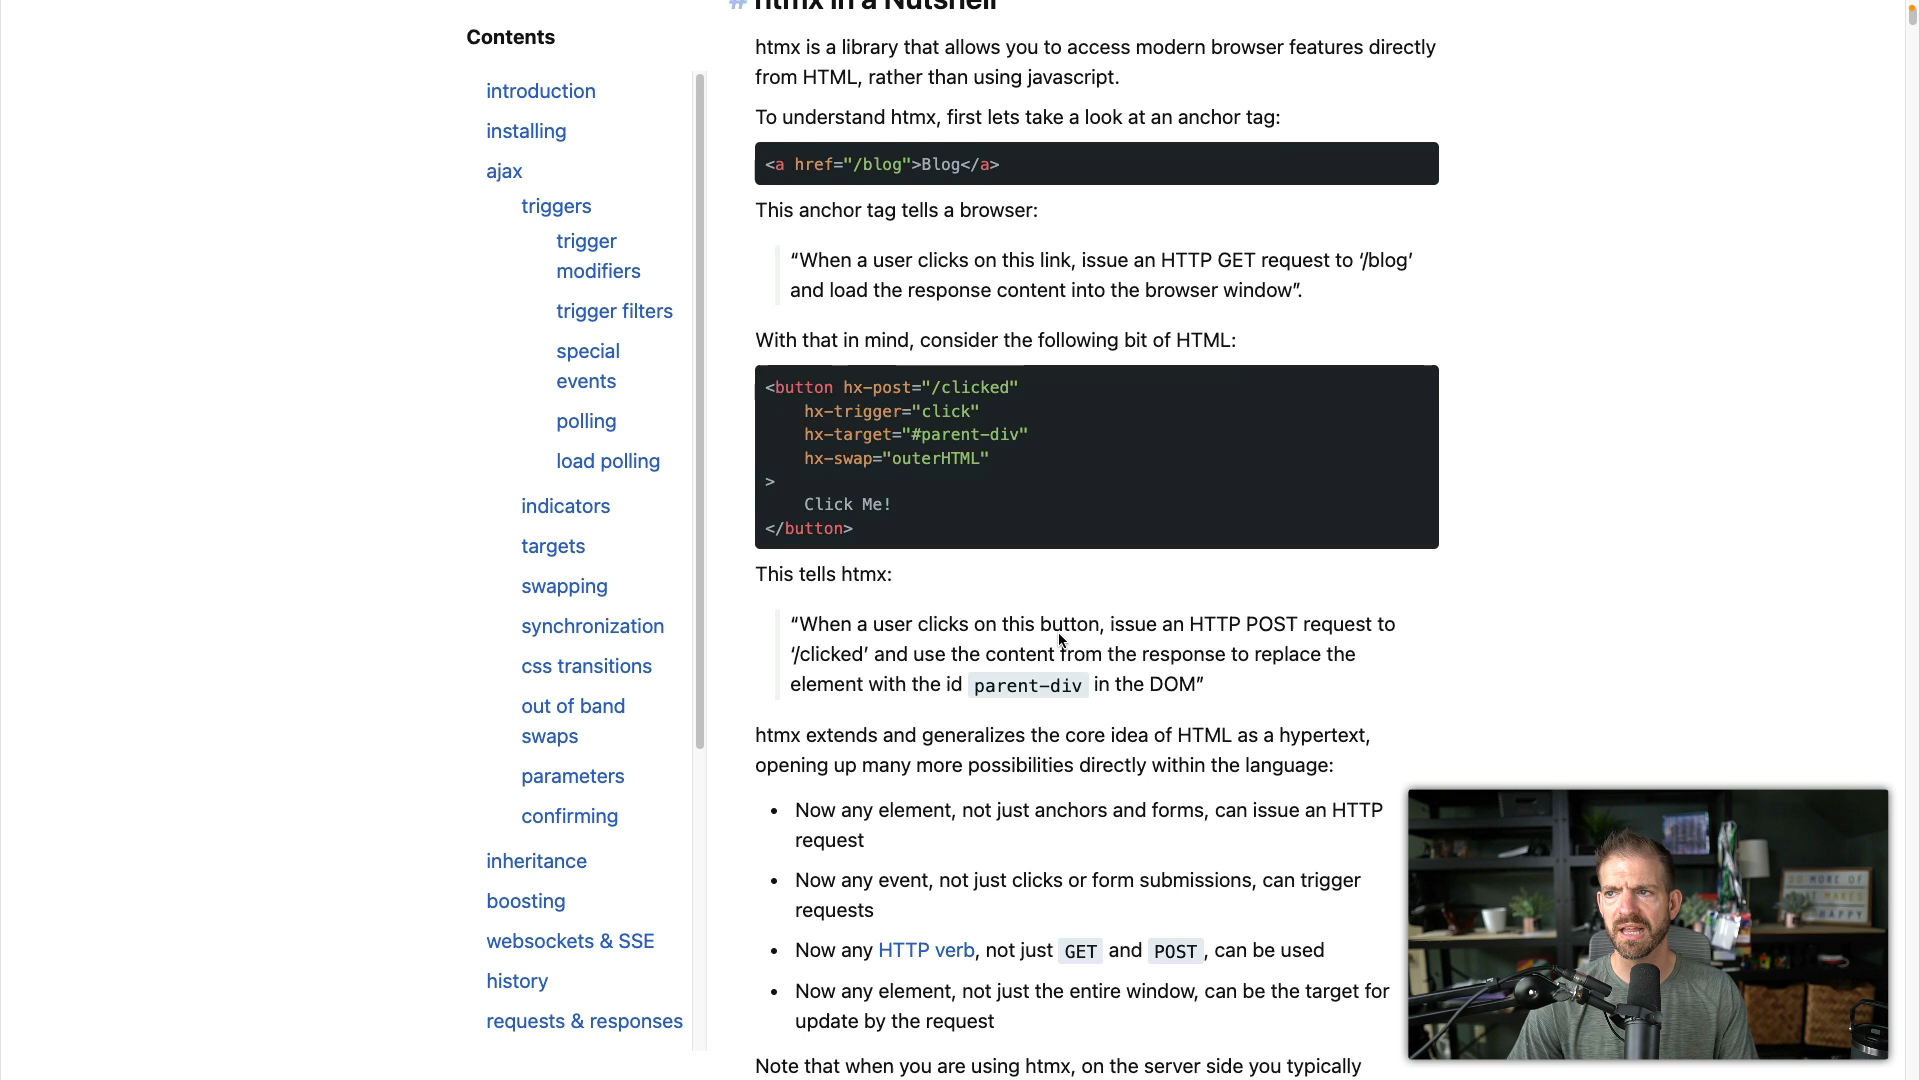 # htmx in a Nutshell
Contents
introduction
installing
ajax
triggers
trigger
modifiers
trigger filters
special
events
polling
load polling
indicators
targets
swapping
synchronization
css transitions
out of band
swaps
parameters
confirming
inheritance
boosting
websockets & SSE
history
requests & responses
htmx is a library that allows you to access modern browser features directly
from HTML, rather than using javascript.
To understand htmx, first lets take a look at an anchor tag:
<a href="/blog">Blog</a>
This anchor tag tells a browser:
“When a user clicks on this link, issue an HTTP GET request to ‘/blog’
and load the response content into the browser window”.
With that in mind, consider the following bit of HTML:
<button hx-post="/clicked"
    hx-trigger="click"
    hx-target="#parent-div"
    hx-swap="outerHTML"
>
    Click Me!
</button>
This tells htmx:
“When a user clicks on this button, issue an HTTP POST request to
‘/clicked’ and use the content from the response to replace the
element with the id parent-div in the DOM”
htmx extends and generalizes the core idea of HTML as a hypertext,
opening up many more possibilities directly within the language:
• Now any element, not just anchors and forms, can issue an HTTP
request
• Now any event, not just clicks or form submissions, can trigger
requests
• Now any HTTP verb, not just GET and POST , can be used
• Now any element, not just the entire window, can be the target for
update by the request
Note that when you are using htmx, on the server side you typically
DO MORE OF
MAKES
HAPPY